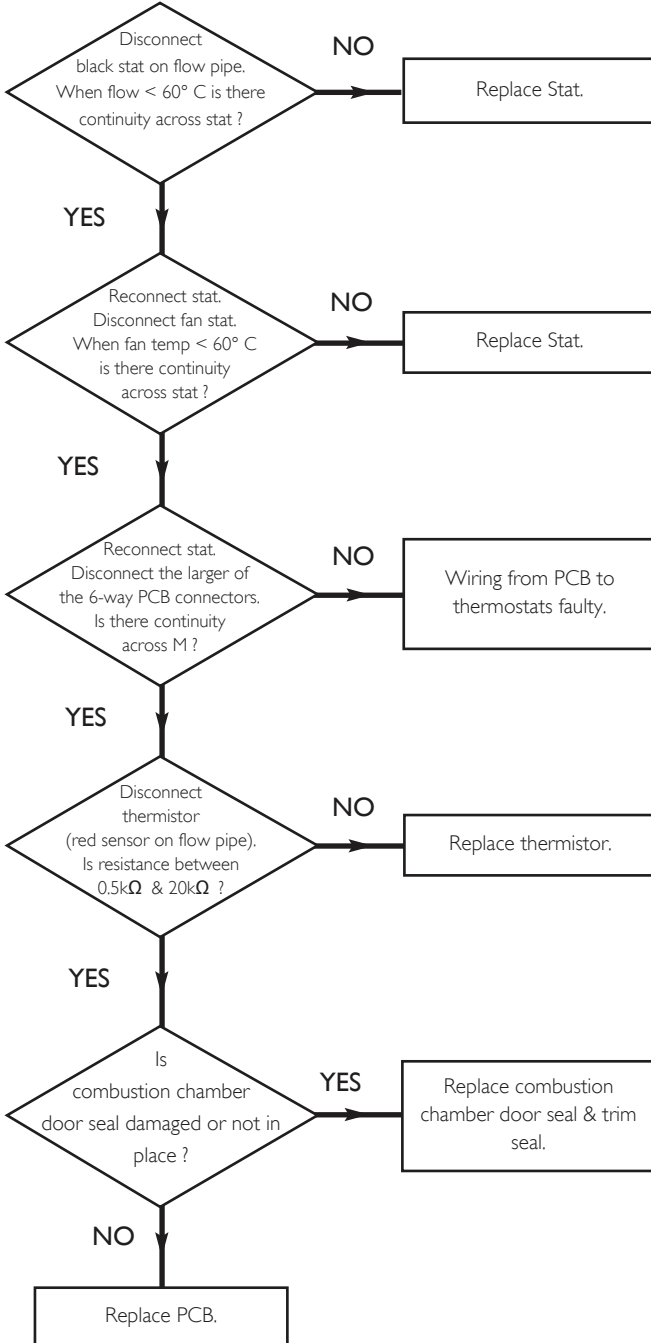 Disconnect
black stat on flow pipe.
When flow < 60° C is there
continuity across stat ?
NO
Replace Stat.
YES
Reconnect stat.
Disconnect fan stat.
When fan temp < 60° C
is there continuity
across stat ?
NO
Replace Stat.
YES
Reconnect stat.
Disconnect the larger of
the 6-way PCB connectors.
Is there continuity
across M ?
NO
Wiring from PCB to
thermostats faulty.
YES
Disconnect
thermistor
(red sensor on flow pipe).
Is resistance between
0.5kΩ & 20kΩ ?
NO
Replace thermistor.
YES
Is
combustion chamber
door seal damaged or not in
place ?
YES
Replace combustion
chamber door seal & trim
seal.
NO
Replace PCB.